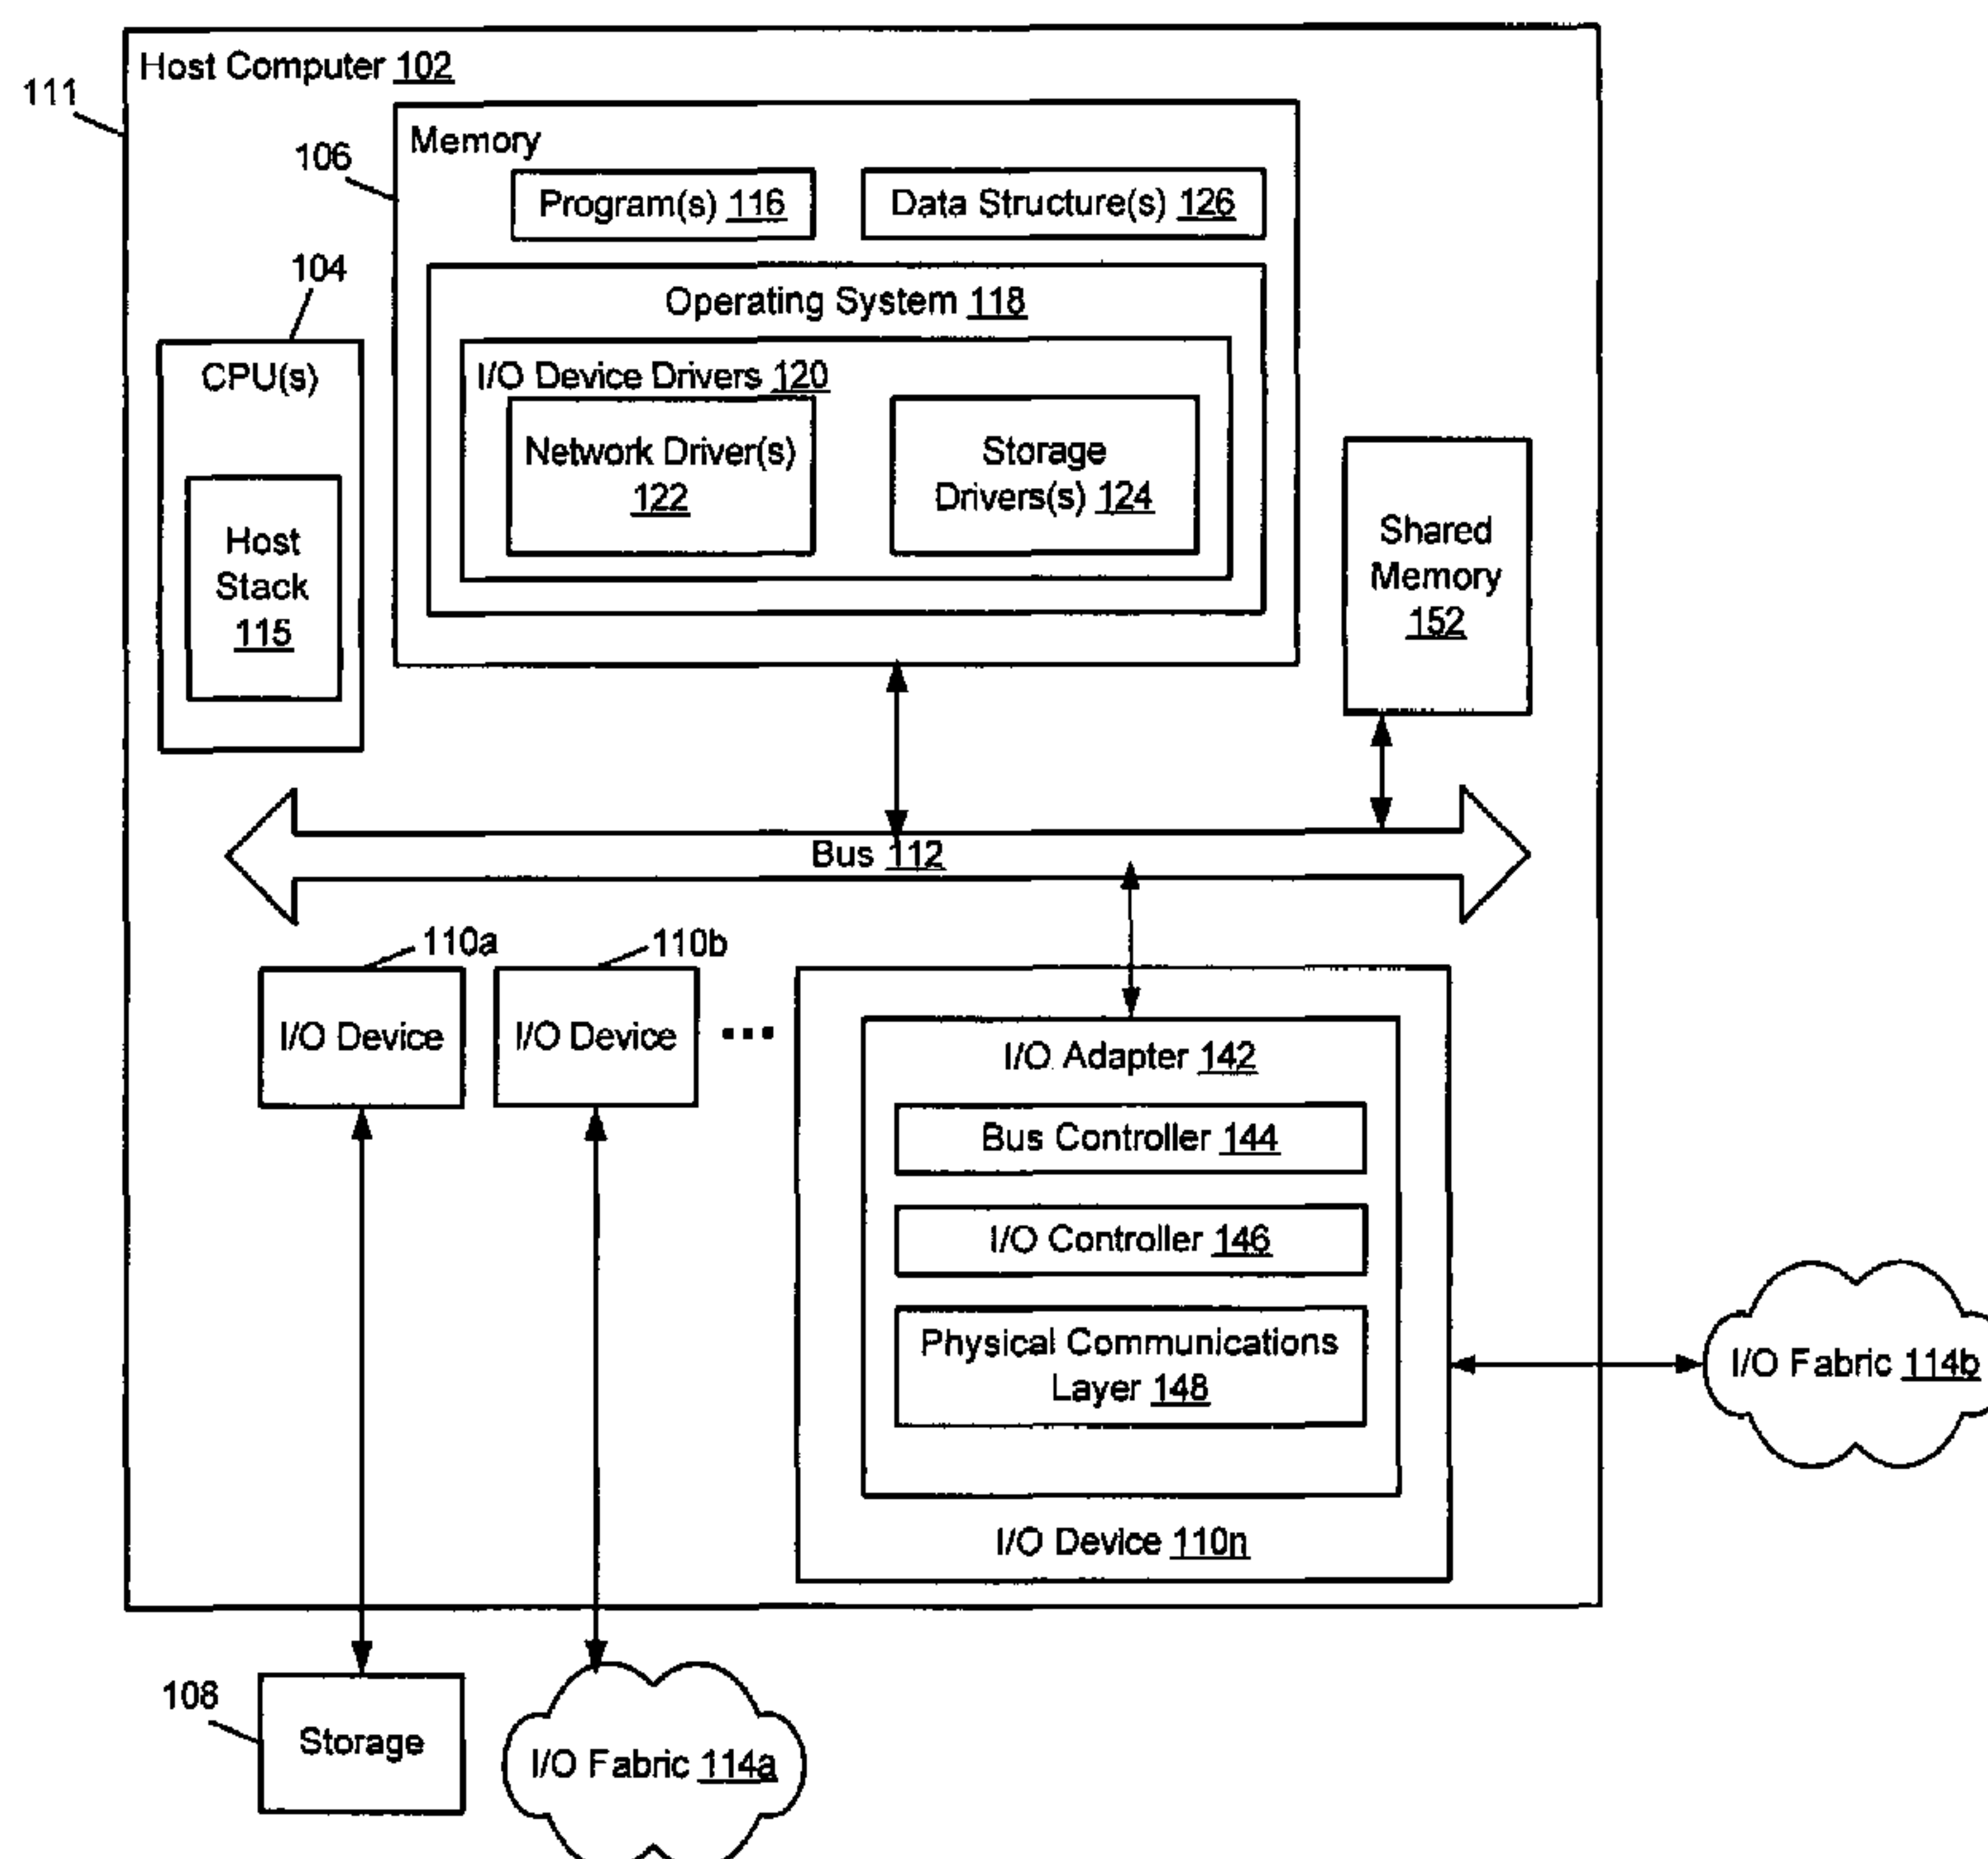 Host Computer 102
111
Memory
106
Program(s) 116
Data Structure(s) 126
104
Operating System 118
CPU(s)
I/O Device Drivers 120
Network Driver(s)
122
Storage
Drivers(s) 124
Host
Stack
115
Shared
Memory
152
Bus 112
110a
110b
I/O Device
I/O Device
I/O Adapter 142
Bus Controller 144
I/O Controller 146
Physical Communications
Layer 148
I/O Fabric 114b
I/O Device 110n
108
Storage
I/O Fabric 114a